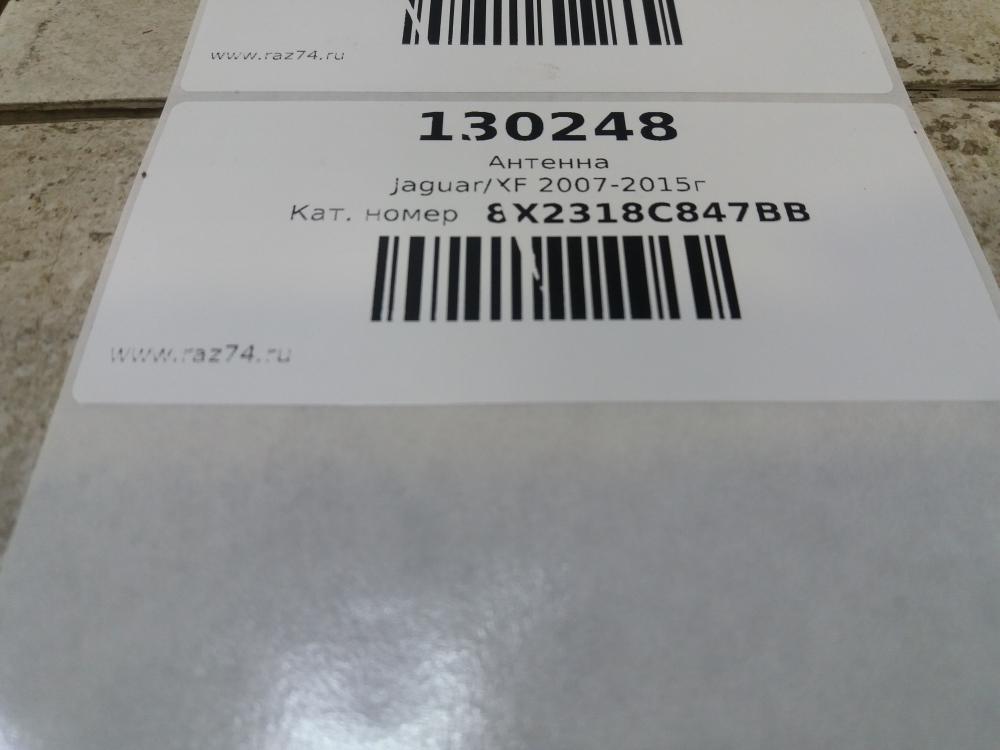 www.raz74.ru
130248
Антенна
Jaguar/XF 2007-2015г
Кат. номер 8X2318C847BB
www.raz74.ru